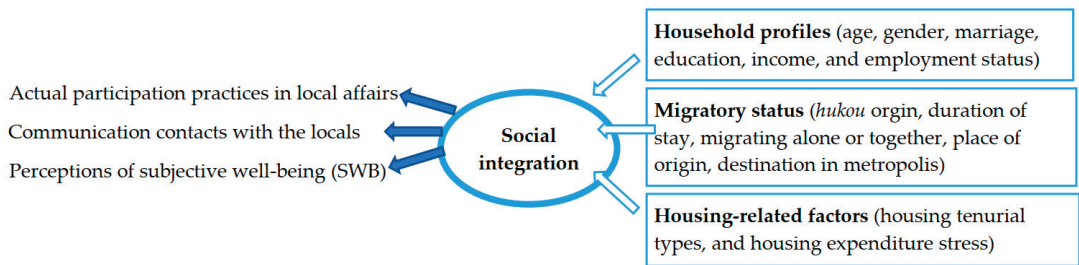 Actual participation practices in local affairs
Communication contacts with the locals
Perceptions of subjective well-being (SWB)
Social
integration
Household profiles (age, gender, marriage,
education, income, and employment status)
Migratory status (hukou orgin, duration of
stay, migrating alone or together, place of
origin, destination in metropolis)
Housing-related factors (housing tenurial
types, and housing expenditure stress)